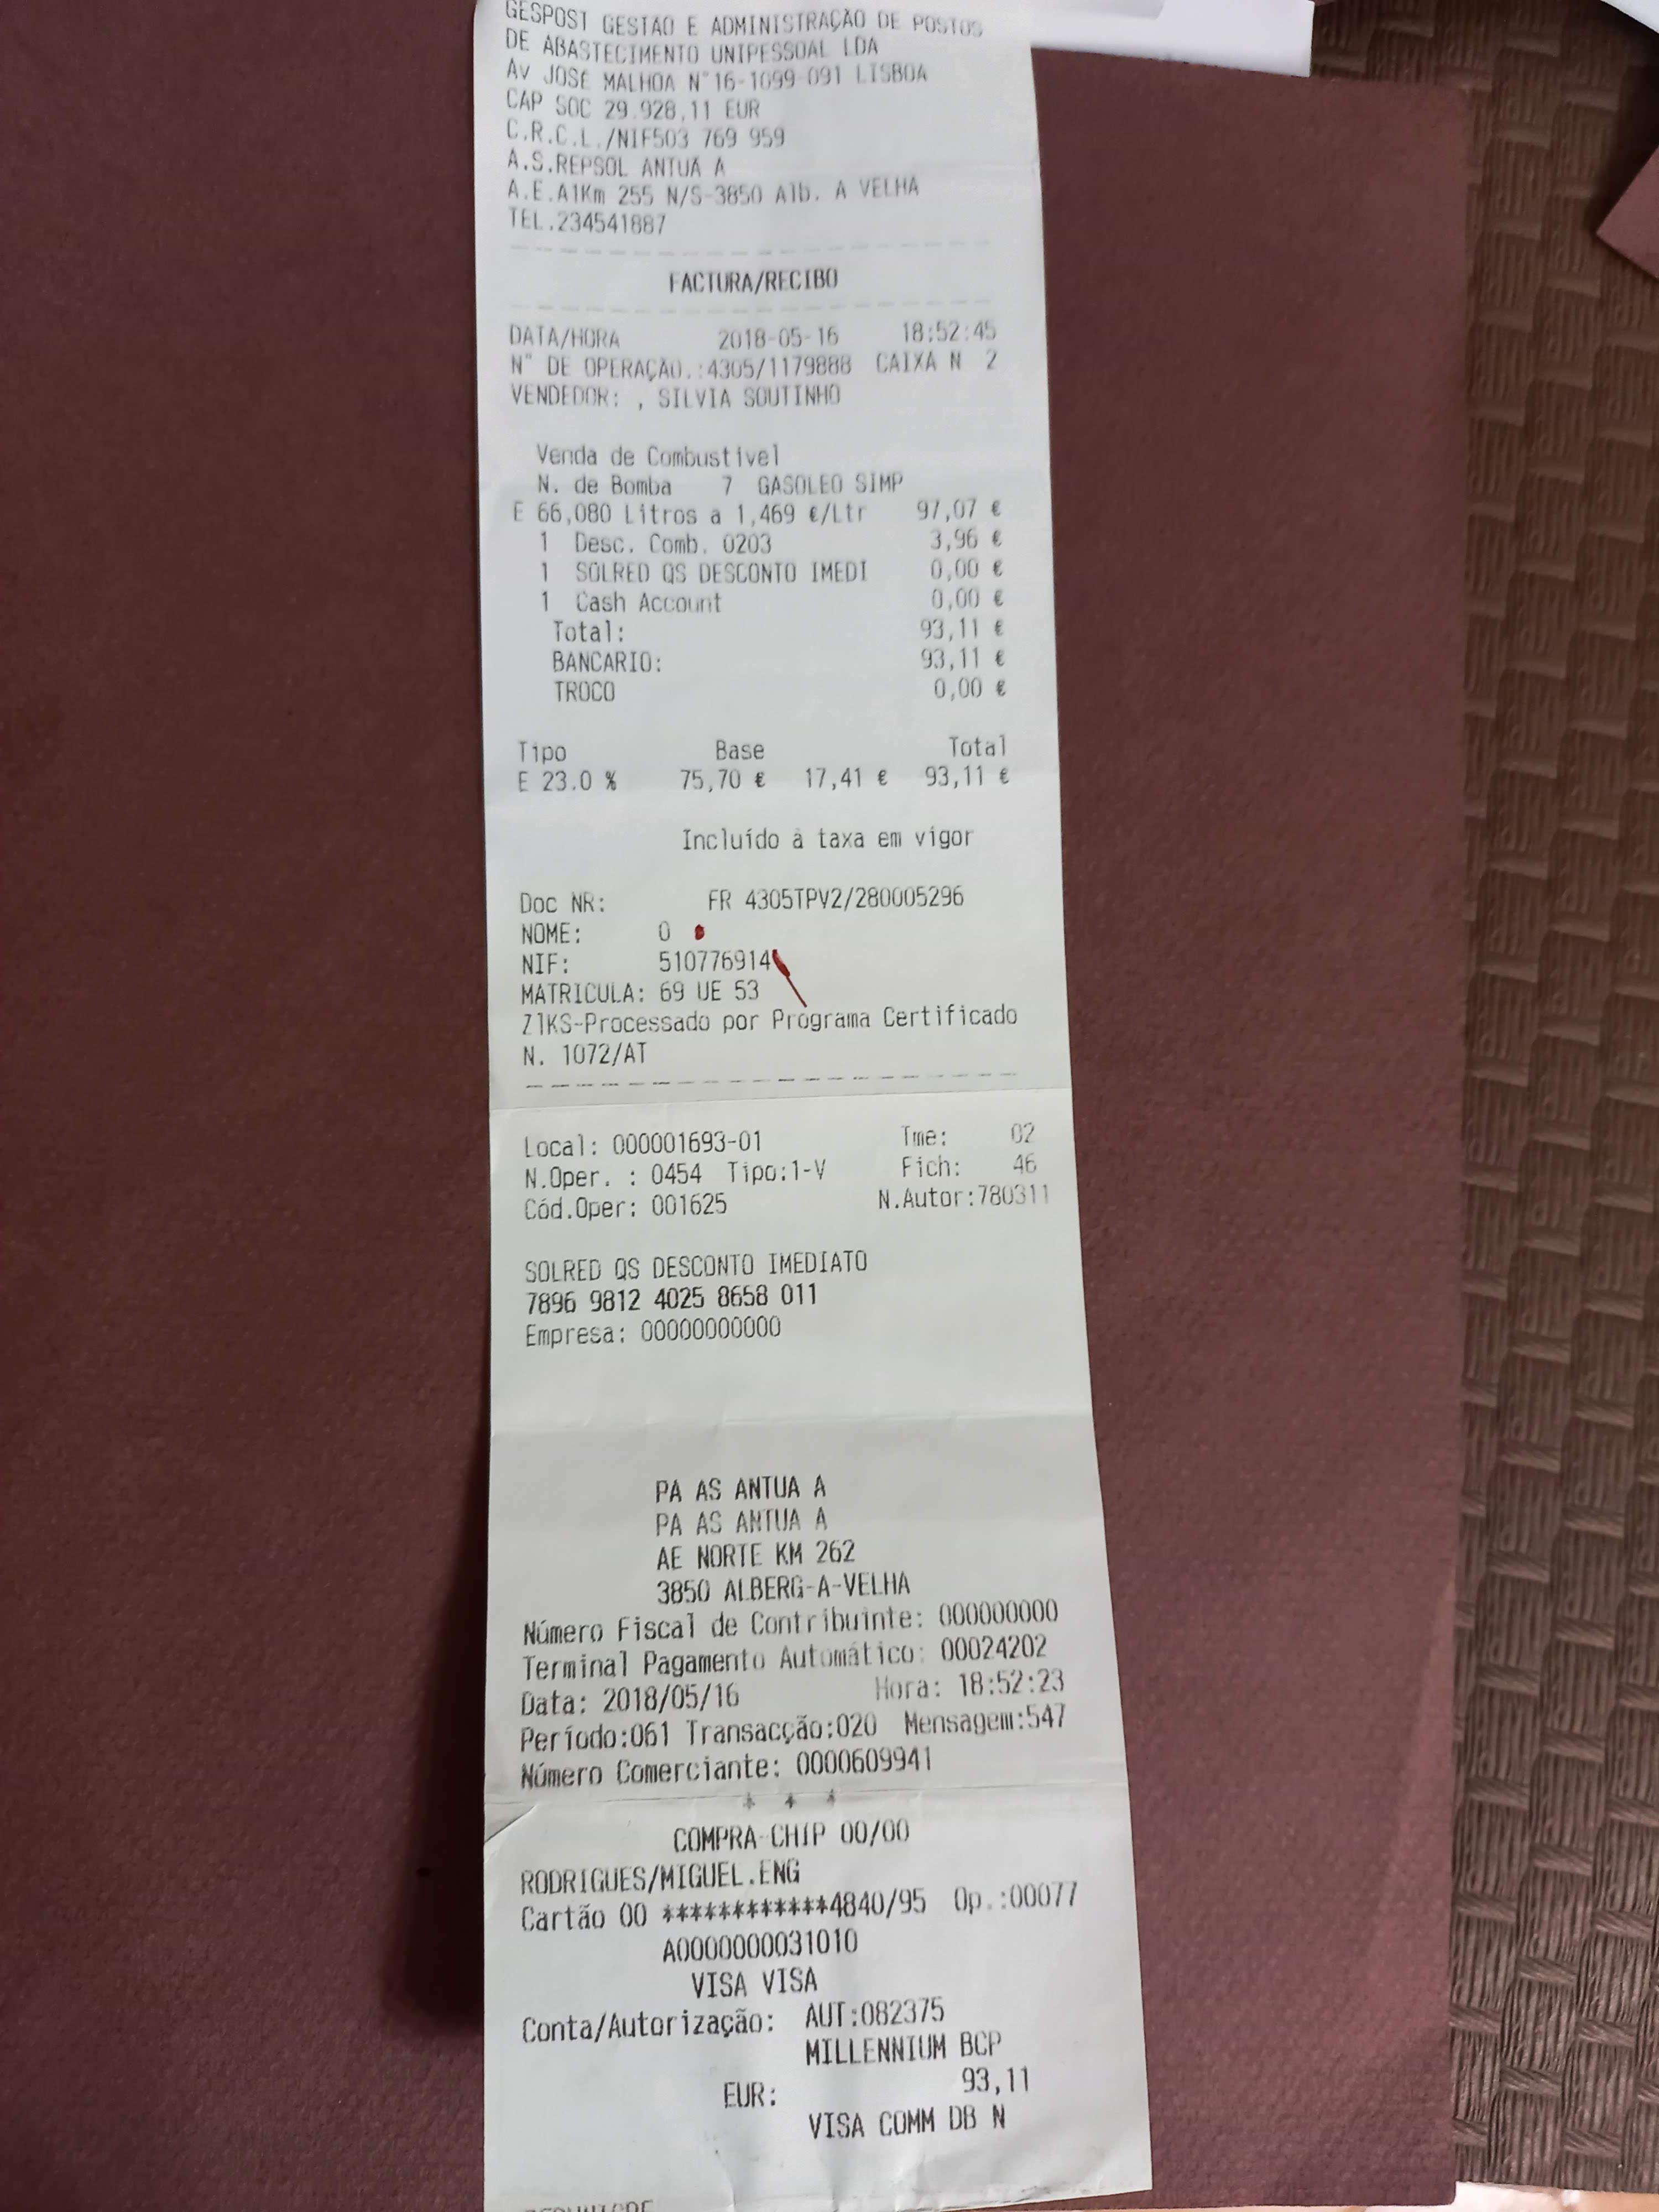 GESPOST GESTÃO E ADMINISTRAÇÃO DE POSTOS
DE ABASTECIMENTO UNIPESSOAL LDA
AV JOSÉ MALHOA N°16-1099-091 LISBOA
CAP SOC 29.928,11 EUR
C.R.C.L./NIF503 769 959
A.S.REPSOL ANTUÃ A
A.E.A1Km 255 N/S-3850 Alb. A VELHA
TEL.234541887
FACTURA/RECIBO
DATA/HORA 2018-05-16 18:52:45
N° DE OPERAÇÃO.:4305/1179888 CAIXA N 2
VENDEDOR: , SILVIA SOUTINHO
Venda de Combustivel
N. de Bomba 7 GASOLEO SIMP
E 66,080 Litros a 1,469 €/Ltr 97,07 €
1 Desc. Comb. 0203 3,96 €
1 SOLRED QS DESCONTO IMEDI 0,00 €
1 Cash Account 0,00 €
Total: 93,11 €
BANCARIO: 93,11 €
TROCO 0,00 €
Tipo Base Total
E 23.0 % 75,70 € 17,41 € 93,11 €
Incluído à taxa em vigor
Doc NR: FR 4305TPV2/280005296
NOME: 0
NIF: 510776914
MATRICULA: 69 UE 53
Z1KS-Processado por Programa Certificado
N. 1072/AT
Local: 000001693-01 Tme: 02
N.Oper. : 0454 Tipo:1-V Fich: 46
Cód.Oper: 001625 N.Autor:780311
SOLRED QS DESCONTO IMEDIATO
7896 9812 4025 8658 011
Empresa: 00000000000
PA AS ANTUA A
PA AS ANTUA A
AE NORTE KM 262
3850 ALBERG-A-VELHA
Número Fiscal de Contribuinte: 000000000
Terminal Pagamento Automático: 00024202
Data: 2018/05/16 Hora: 18:52:23
Período:061 Transacção:020 Mensagem:547
Número Comerciante: 0000609941
* * *
COMPRA-CHIP 00/00
RODRIGUES/MIGUEL.ENG
Cartão 00 ************4840/95 Op.:00077
A0000000031010
VISA VISA
Conta/Autorização: AUT:082375
MILLENNIUM BCP
EUR: 93,11
VISA COMM DB N